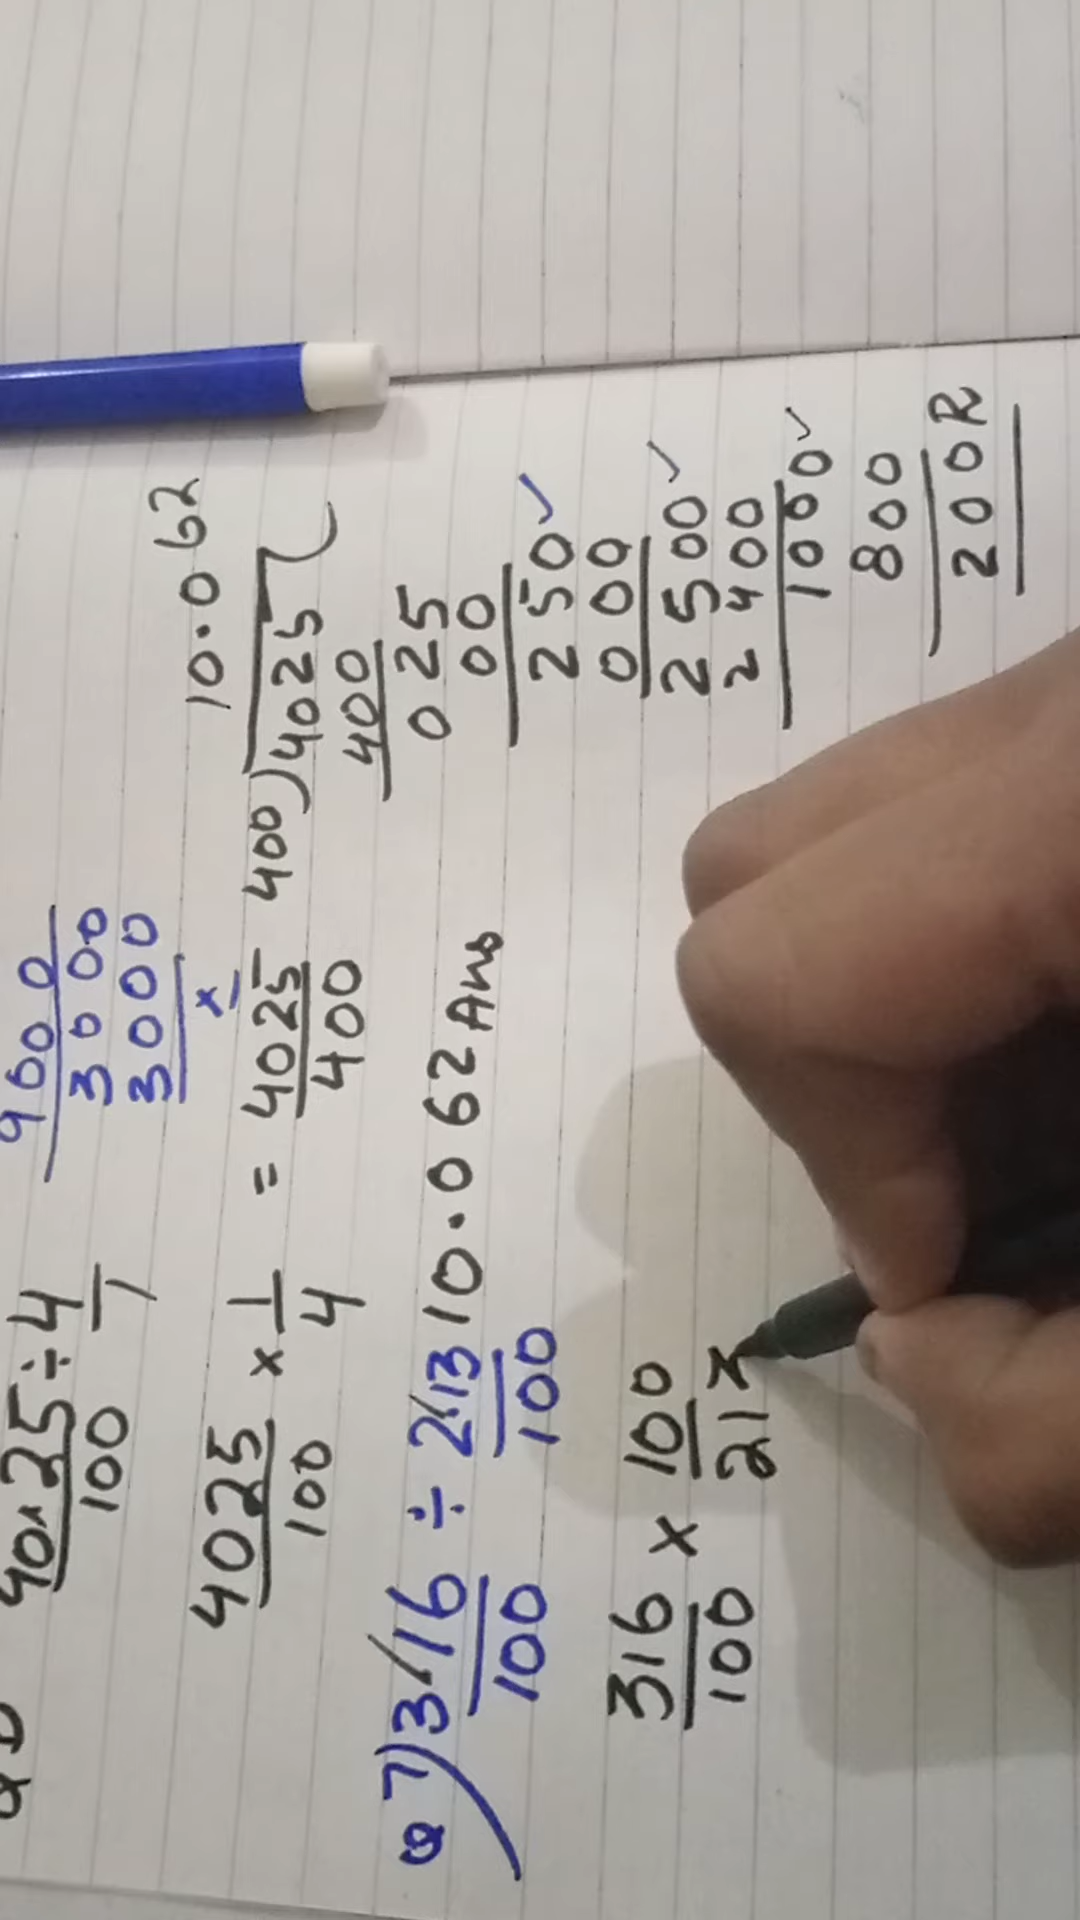 9000
3000
3000
×
40.25 ÷ 4
100 1
4025 × 1 = 4025
100 4 400
10.062
400)4025
400
025
00
250✓
000
2500✓
2400
1000✓
800
200R
10.062 Ans
Q7) 3.16 ÷ 2.13
100 100
316 × 100
100 21